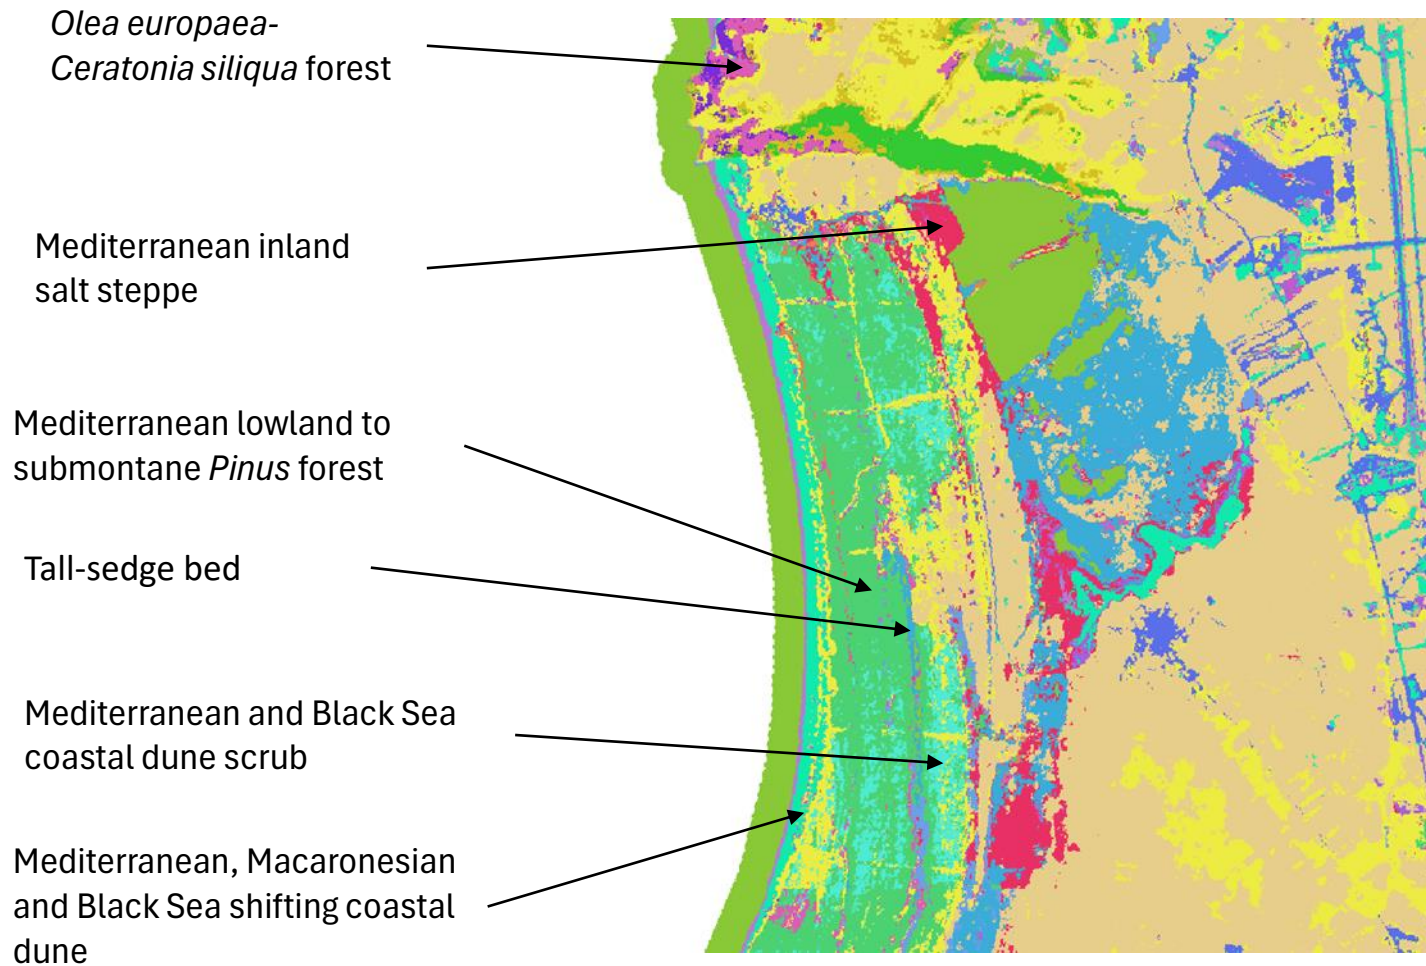 Olea europaea-
Ceratonia siliqua forest
Mediterranean inland
salt steppe
Mediterranean lowland to
submontane Pinus forest
Tall-sedge bed
Mediterranean and Black Sea
coastal dune scrub
Mediterranean, Macaronesian
and Black Sea shifting coastal
dune